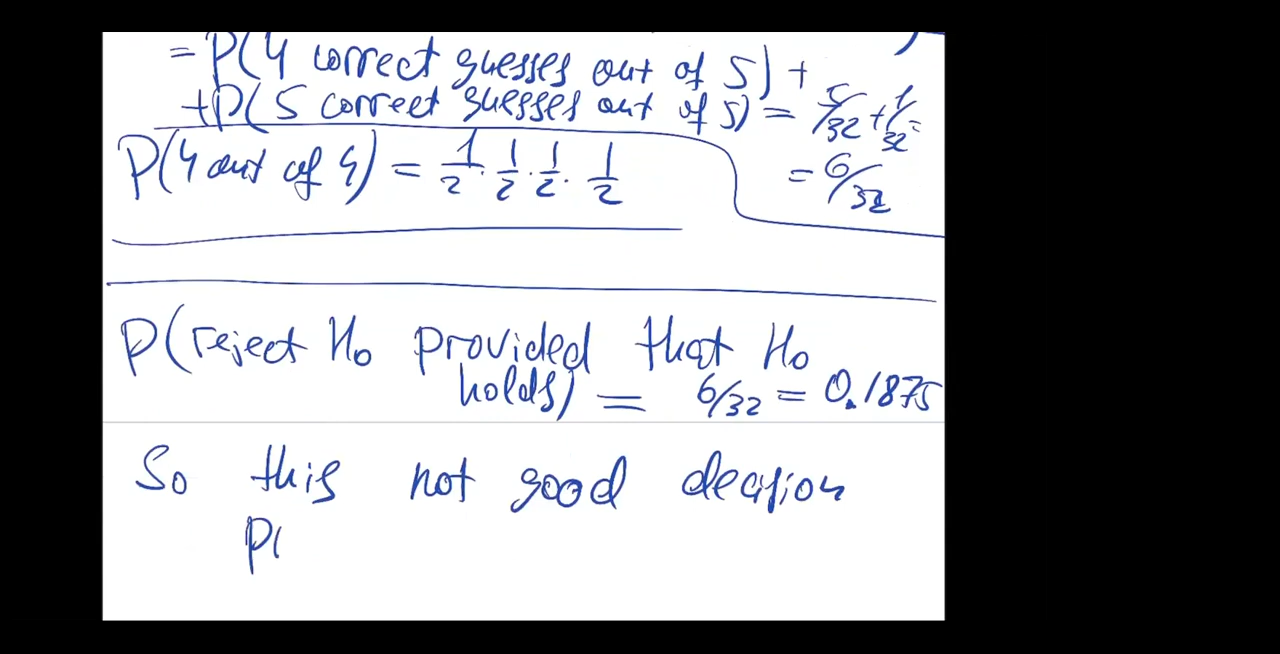 = P(4 correct guesses out of 5) +
+P(5 correct guesses out of 5) = 5/32 + 1/32 =
= 6/32
P(4 out of 4) = 1/2 · 1/2 · 1/2 · 1/2
P(reject H₀ provided that H₀
holds) = 6/32 = 0.1875
So this not good decision
pr